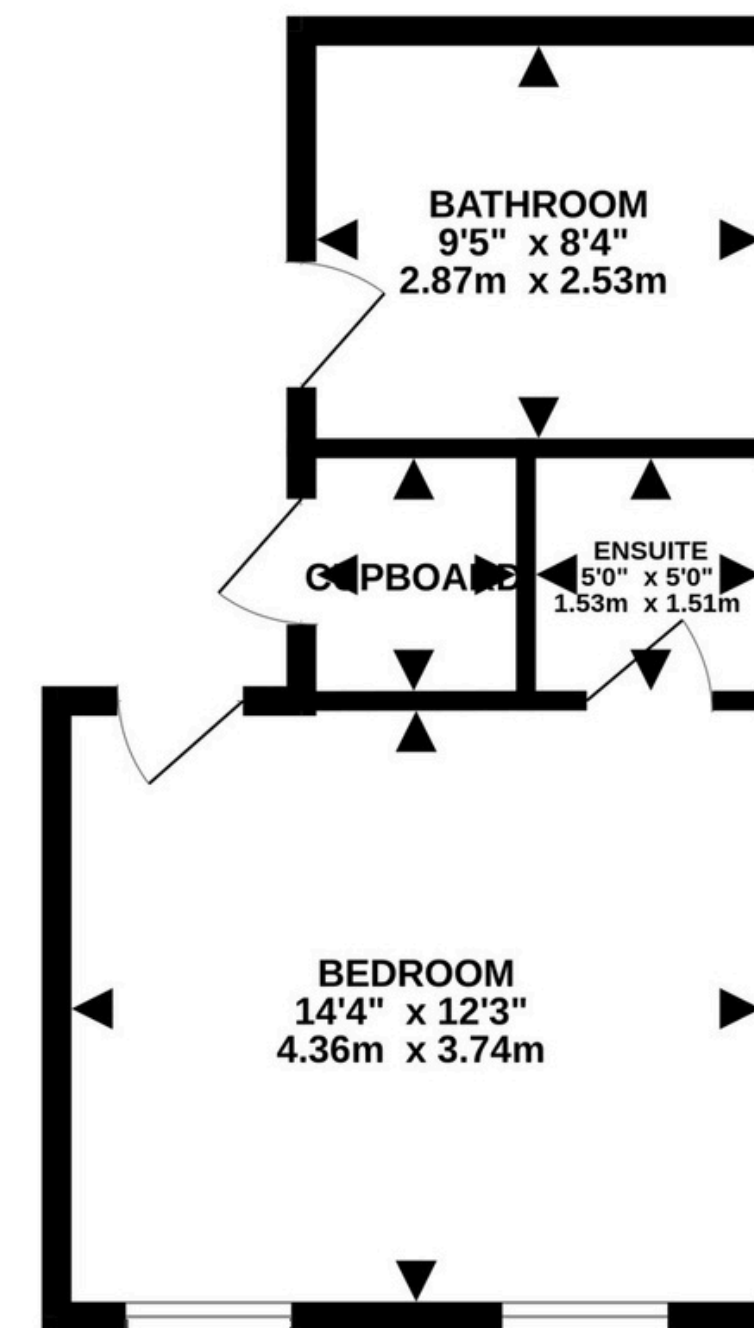 BATHROOM
9'5" x 8'4"
2.87m x 2.53m
CUPBOARD
ENSUITE
5'0" x 5'0"
1.53m x 1.51m
BEDROOM
14'4" x 12'3"
4.36m x 3.74m